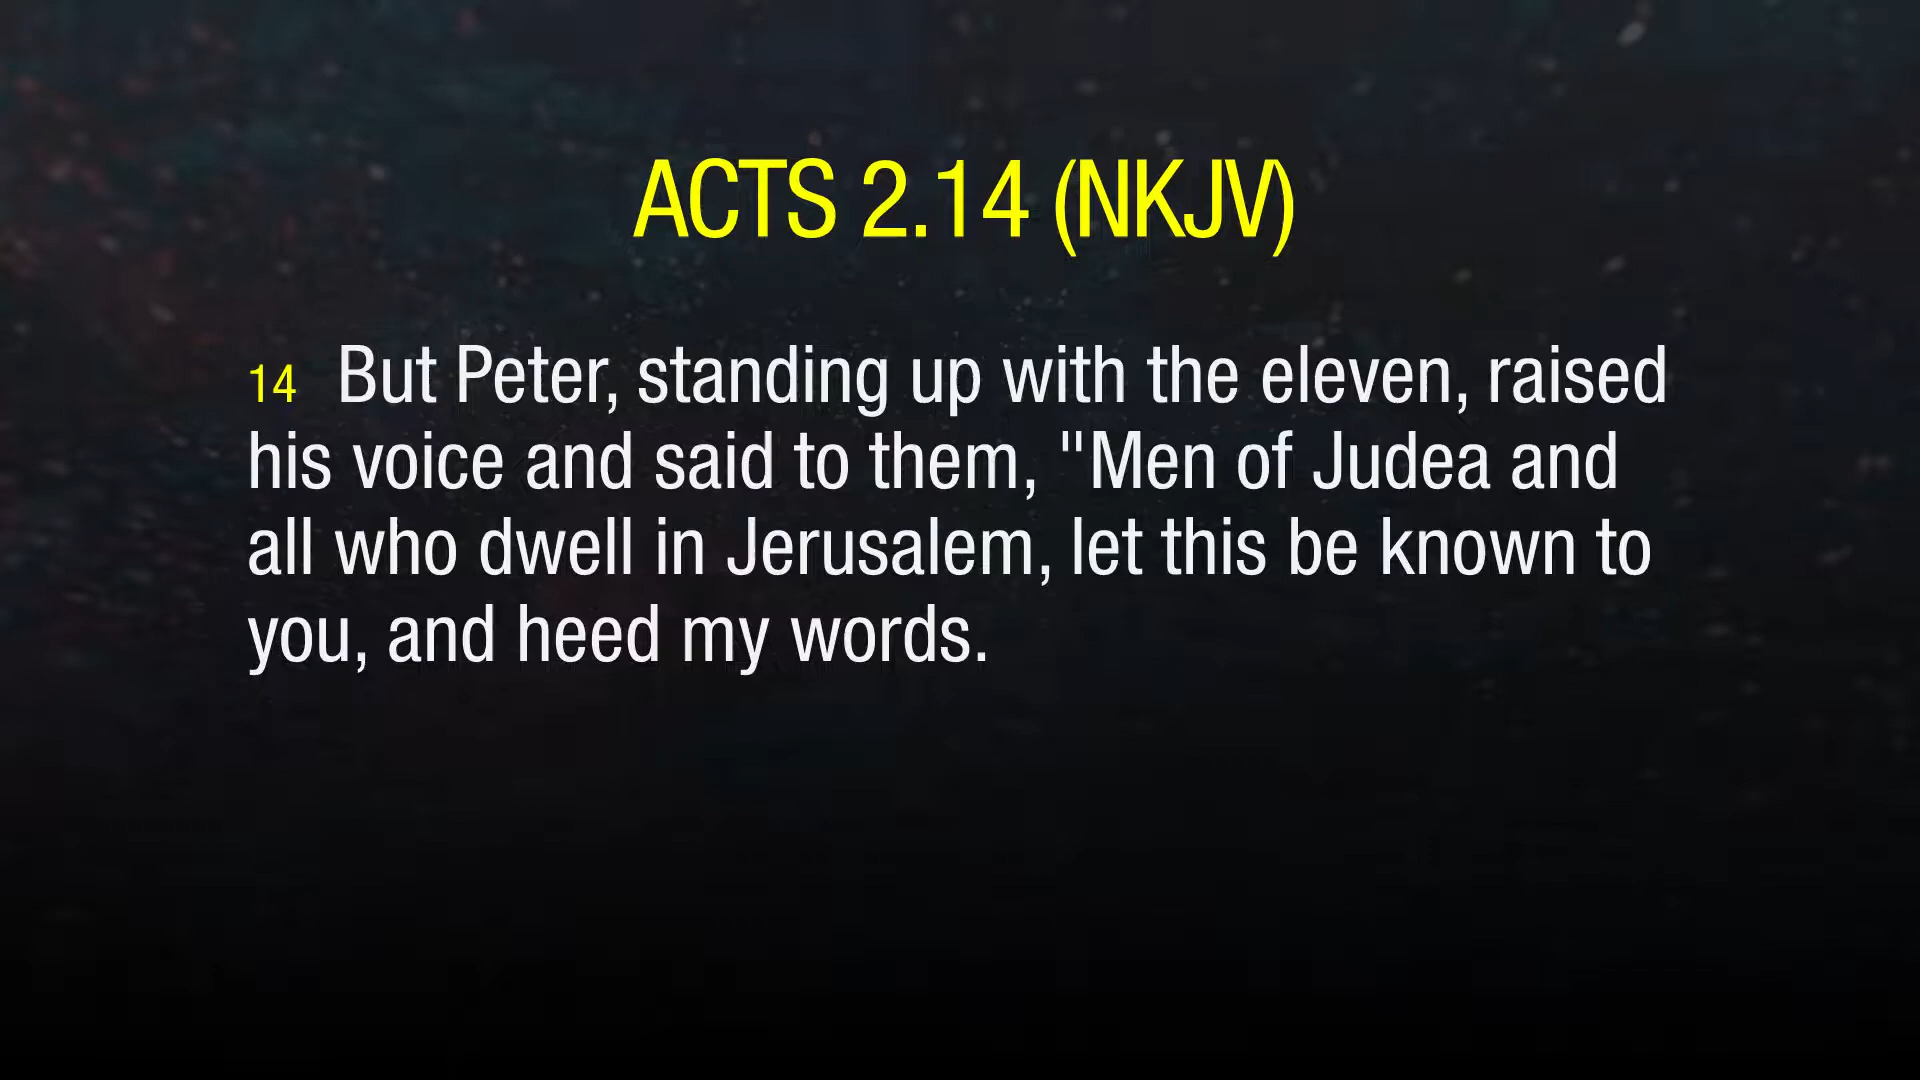 ACTS 2.14 (NKJV)
14 But Peter, standing up with the eleven, raised
his voice and said to them, "Men of Judea and
all who dwell in Jerusalem, let this be known to
you, and heed my words.